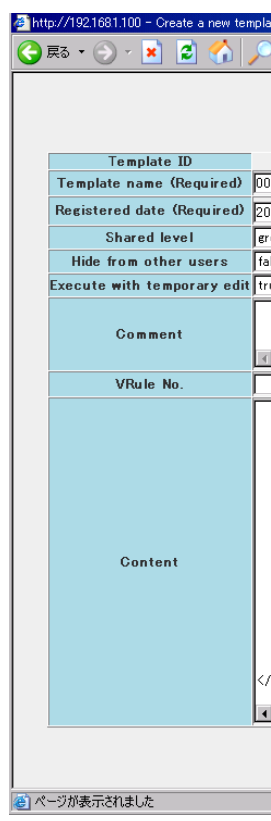 http://192.1681.100 - Create a new templa
戻る
Template ID
Template name (Required)
00
Registered date (Required)
20
Shared level
gr
Hide from other users
fal
Execute with temporary edit
tru
Comment
VRule No.
Content
</
ページが表示されました